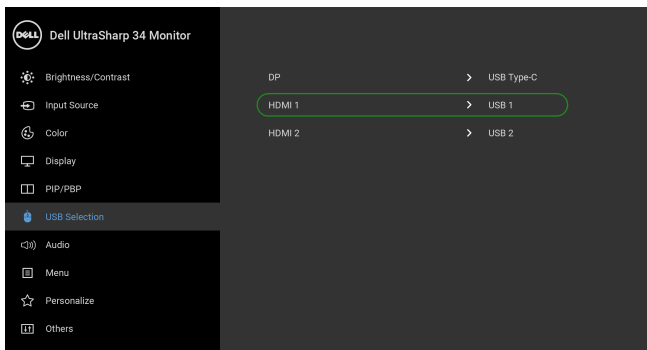 DELL Dell UltraSharp 34 Monitor
Brightness/Contrast
Input Source
Color
Display
PIP/PBP
USB Selection
Audio
Menu
Personalize
Others
DP > USB Type-C
HDMI 1 > USB 1
HDMI 2 > USB 2